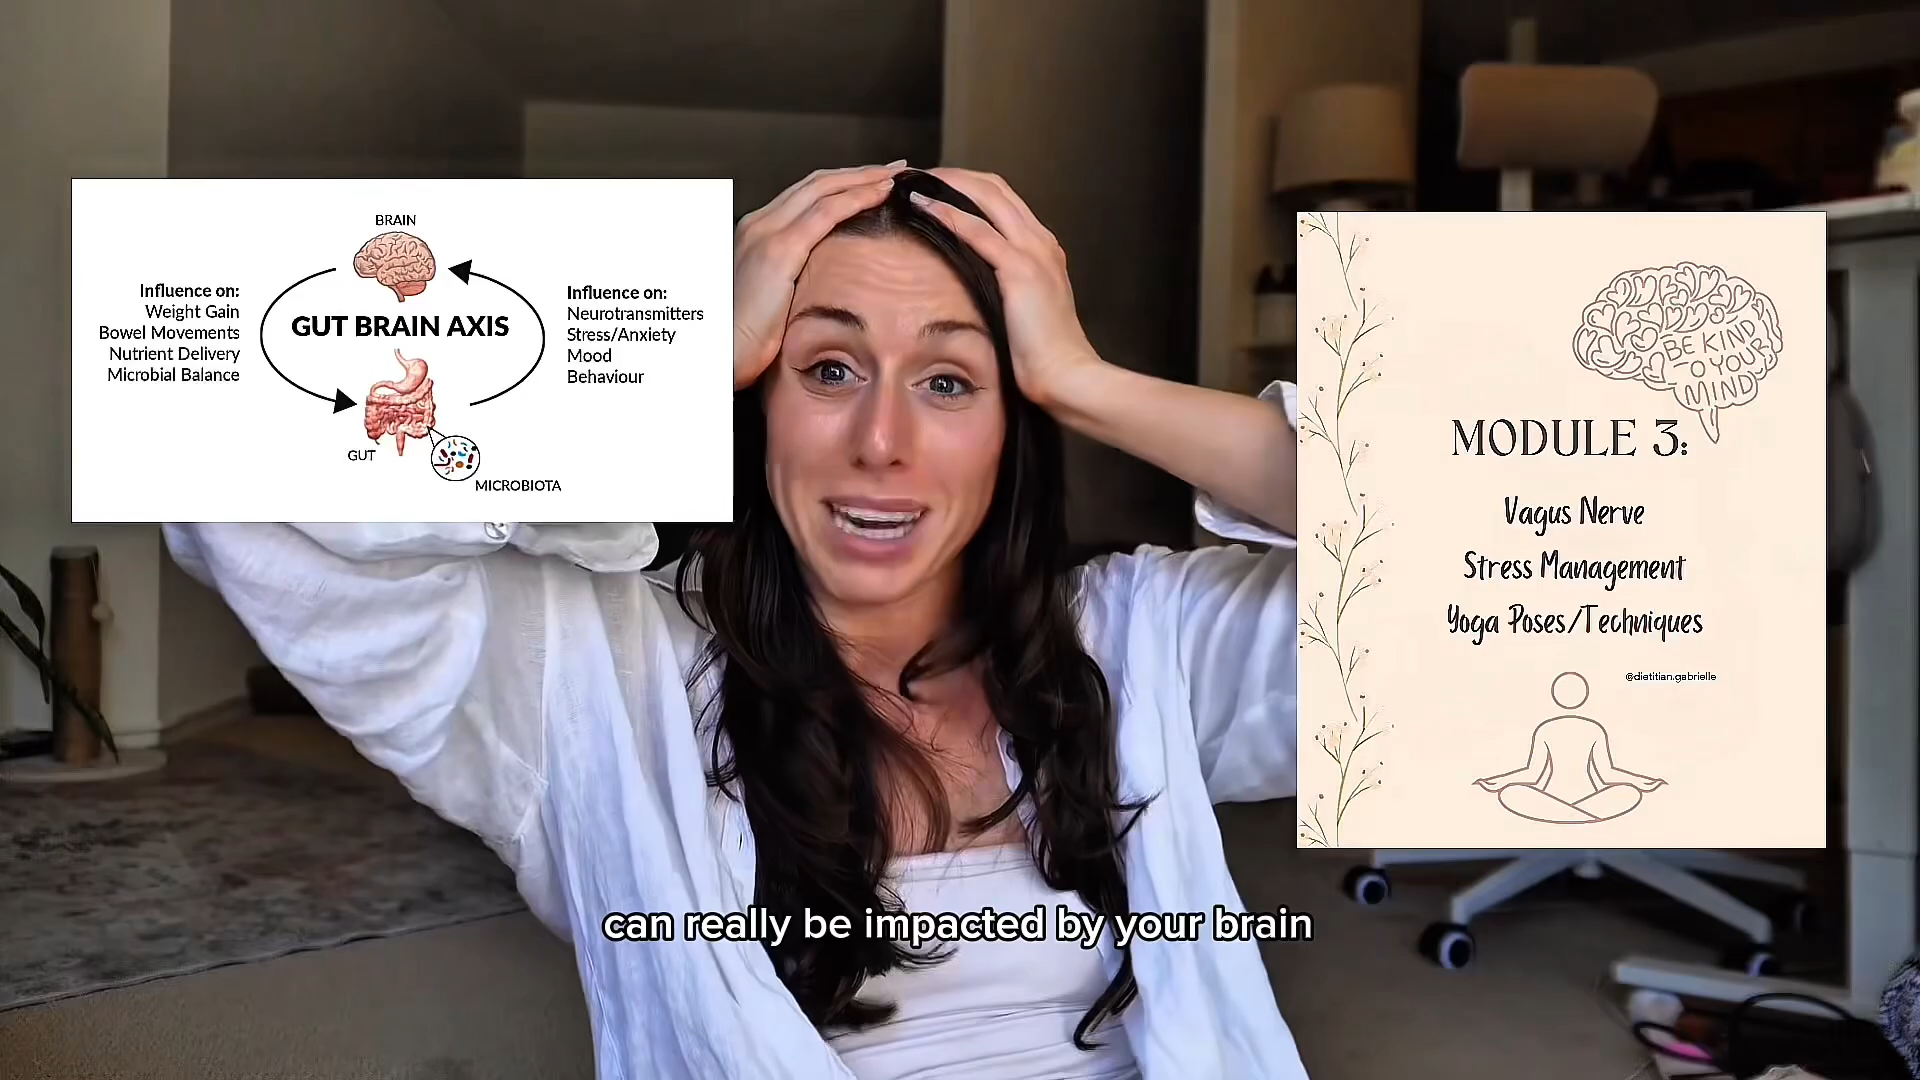 BRAIN
Influence on:
Weight Gain
Bowel Movements
Nutrient Delivery
Microbial Balance
GUT BRAIN AXIS
Influence on:
Neurotransmitters
Stress/Anxiety
Mood
Behaviour
GUT
MICROBIOTA
BE KIND
TO YOUR
MIND
MODULE 3:
Vagus Nerve
Stress Management
Yoga Poses/Techniques
@dietitian.gabrielle
can really be impacted by your brain